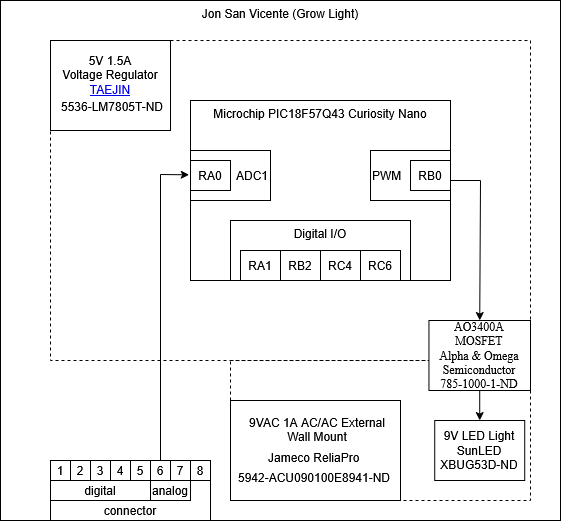 Jon San Vicente (Grow Light)
5V 1.5A
Voltage Regulator
TAEJIN
5536-LM7805T-ND
Microchip PIC18F57Q43 Curiosity Nano
RA0
ADC1
PWM
RB0
Digital I/O
RA1
RB2
RC4
RC6
AO3400A
MOSFET
Alpha & Omega
Semiconductor
785-1000-1-ND
9VAC 1A AC/AC External
Wall Mount
Jameco ReliaPro
5942-ACU090100E8941-ND
9V LED Light
SunLED
XBUG53D-ND
1 2 3 4 5 6 7 8
digital
analog
connector